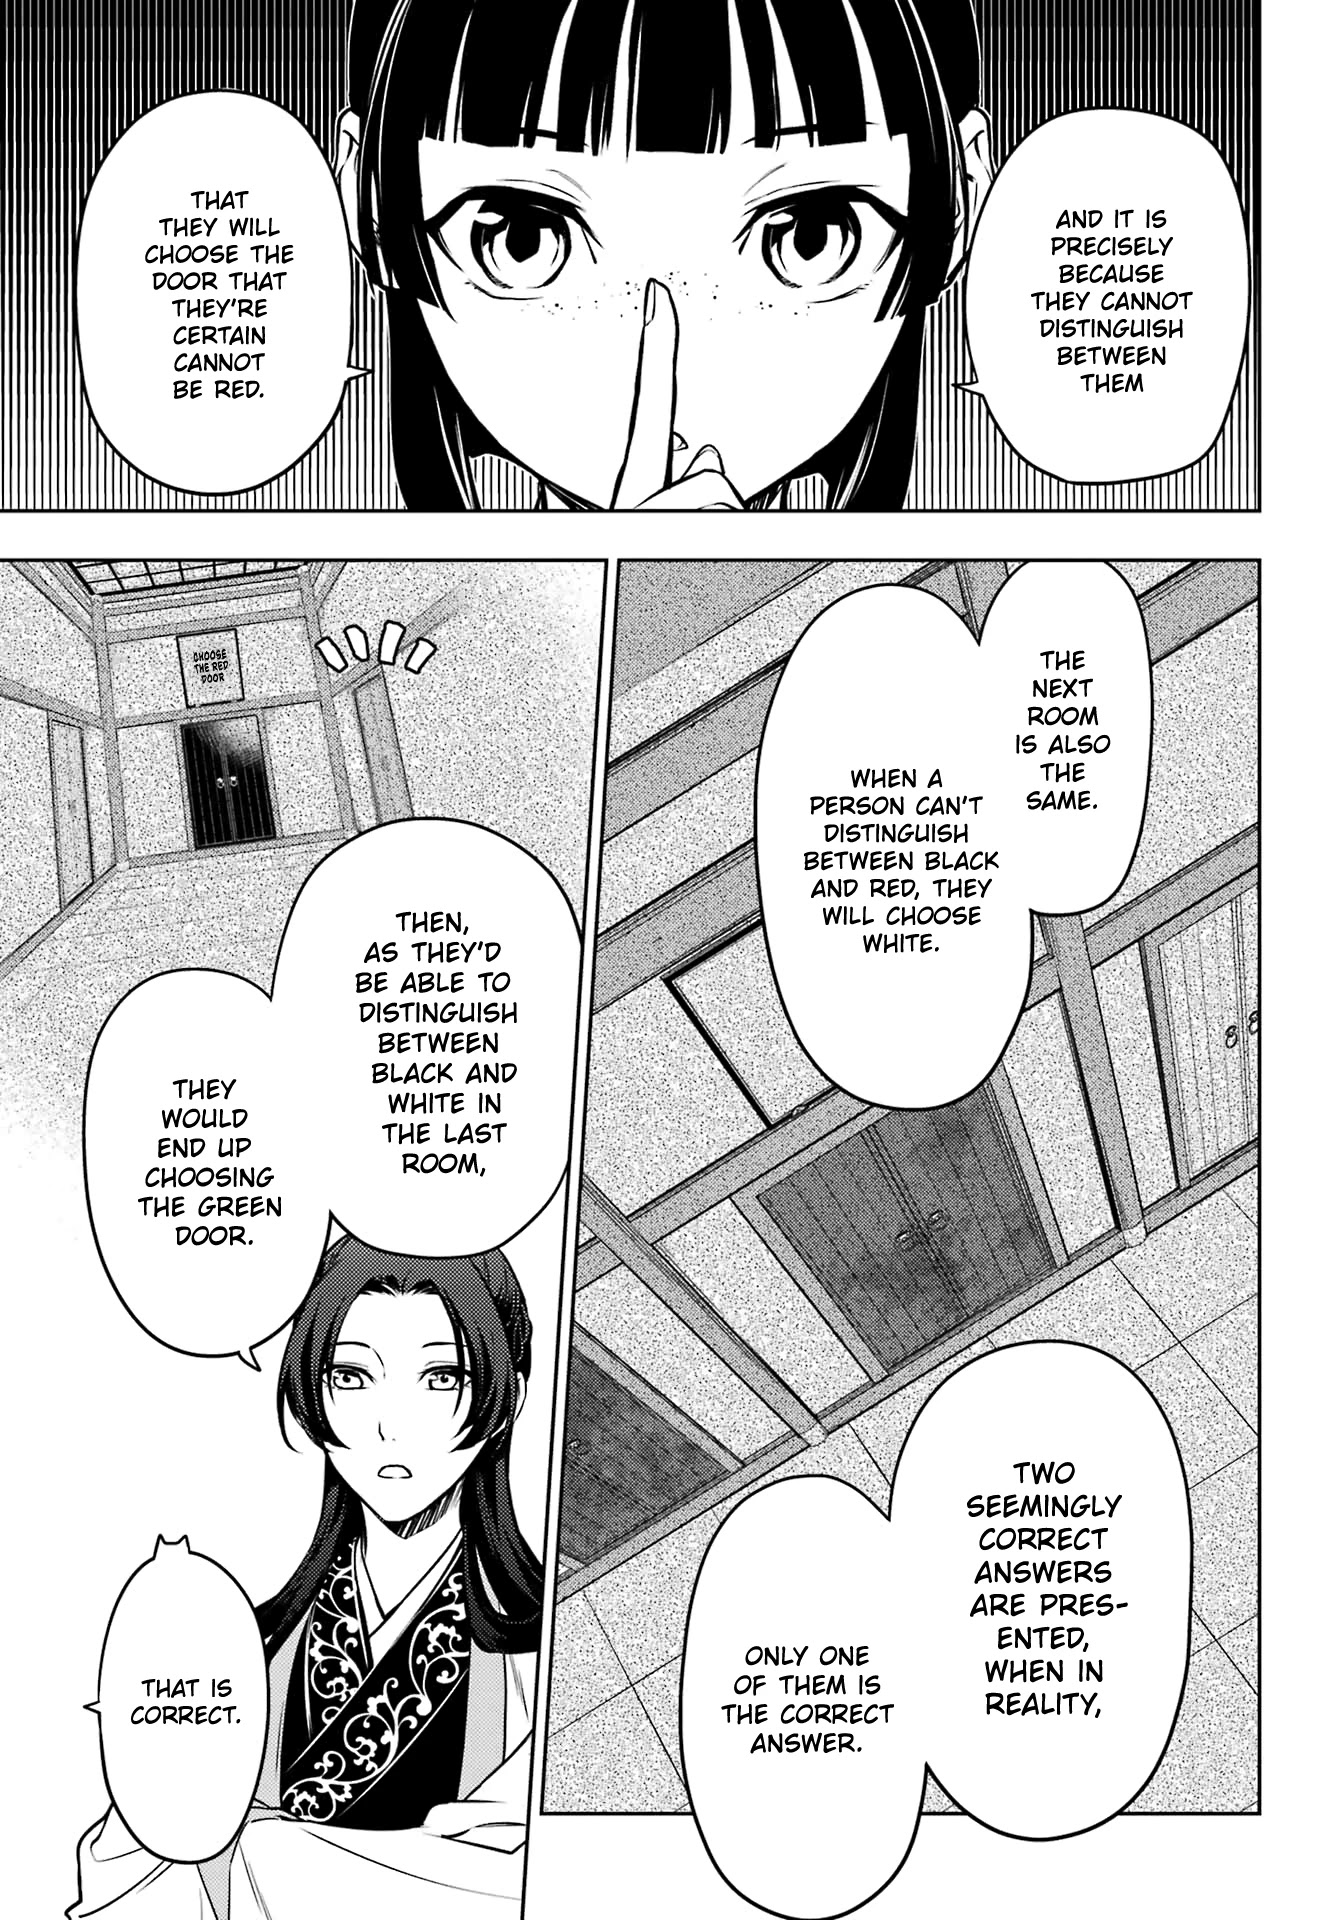 AND IT IS
PRECISELY
BECAUSE
THEY CANNOT
DISTINGUISH
BETWEEN
THEM
THAT
THEY WILL
CHOOSE THE
DOOR THAT
THEY'RE
CERTAIN
CANNOT
BE RED.
THE
NEXT
ROOM
IS ALSO
THE
SAME.
WHEN A
PERSON CAN'T
DISTINGUISH
BETWEEN BLACK
AND RED, THEY
WILL CHOOSE
WHITE.
TWO
SEEMINGLY
CORRECT
ANSWERS
ARE PRES-
ENTED,
WHEN IN
REALITY,
ONLY ONE
OF THEM IS
THE CORRECT
ANSWER.
CHOOSE
THE RED
DOOR
THEN,
AS THEY'D
BE ABLE TO
DISTINGUISH
BETWEEN
BLACK AND
WHITE IN
THE LAST
ROOM,
THEY
WOULD
END UP
CHOOSING
THE GREEN
DOOR.
THAT IS
CORRECT.